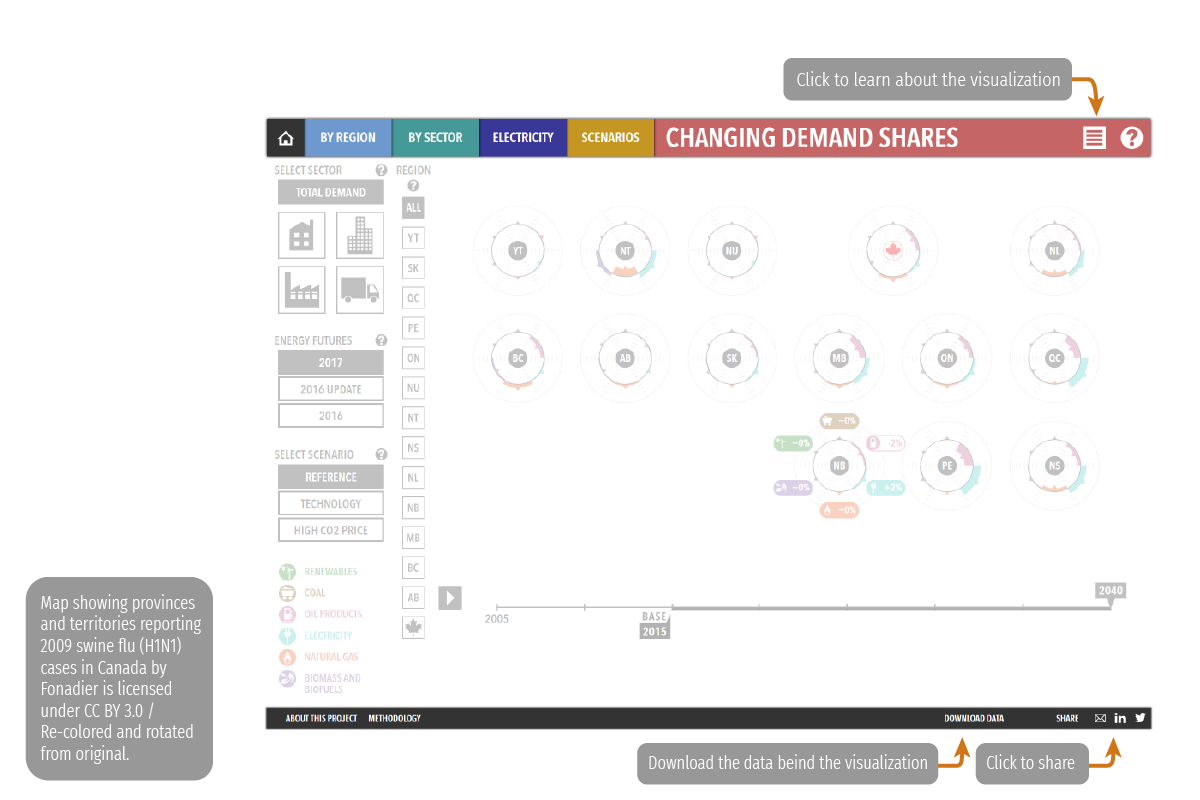 Click to learn about the visualization
BY REGION
BY SECTOR
ELECTRICITY
SCENARIOS
CHANGING DEMAND SHARES
?
SELECT SECTOR ?
TOTAL DEMAND
ENERGY FUTURES ?
2017
2016 UPDATE
2016
SELECT SCENARIO ?
REFERENCE
TECHNOLOGY
HIGH CO2 PRICE
RENEWABLES
COAL
OIL PRODUCTS
ELECTRICITY
NATURAL GAS
BIOMASS AND
BIOFUELS
REGION
?
ALL
YT
SK
QC
PE
ON
NU
NT
NS
NL
NB
MB
BC
AB
YT
NT
NU
NL
BC
AB
SK
MB
ON
QC
~0%
~0%
-2%
NB
PE
NS
~0%
+2%
~0%
2040
2005
BASE
2015
Map showing provinces
and territories reporting
2009 swine flu (H1N1)
cases in Canada by
Fonadier is licensed
under CC BY 3.0 /
Re-colored and rotated
from original.
ABOUT THIS PROJECT
METHODOLOGY
DOWNLOAD DATA
SHARE
in
Download the data beind the visualization
Click to share